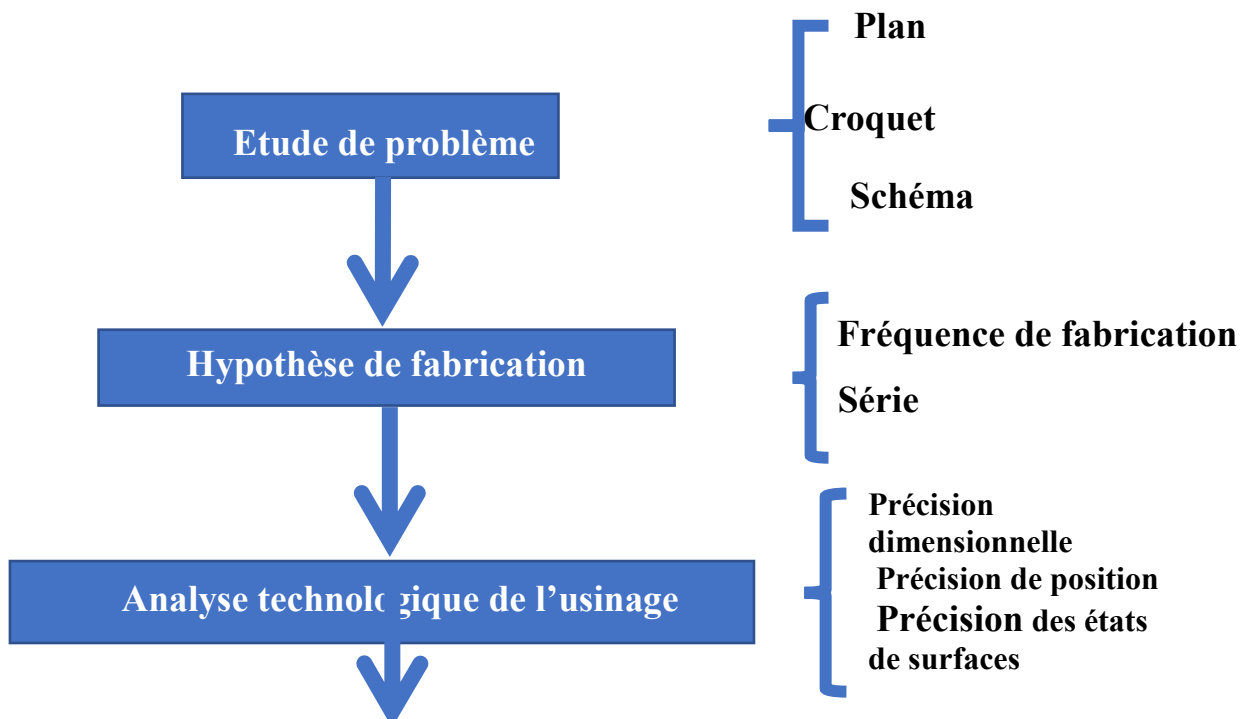 Plan
Etude de problème
Croquet
Schéma
Hypothèse de fabrication
Fréquence de fabrication
Série
Analyse technologique de l’usinage
Précision
dimensionnelle
Précision de position
Précision des états
de surfaces